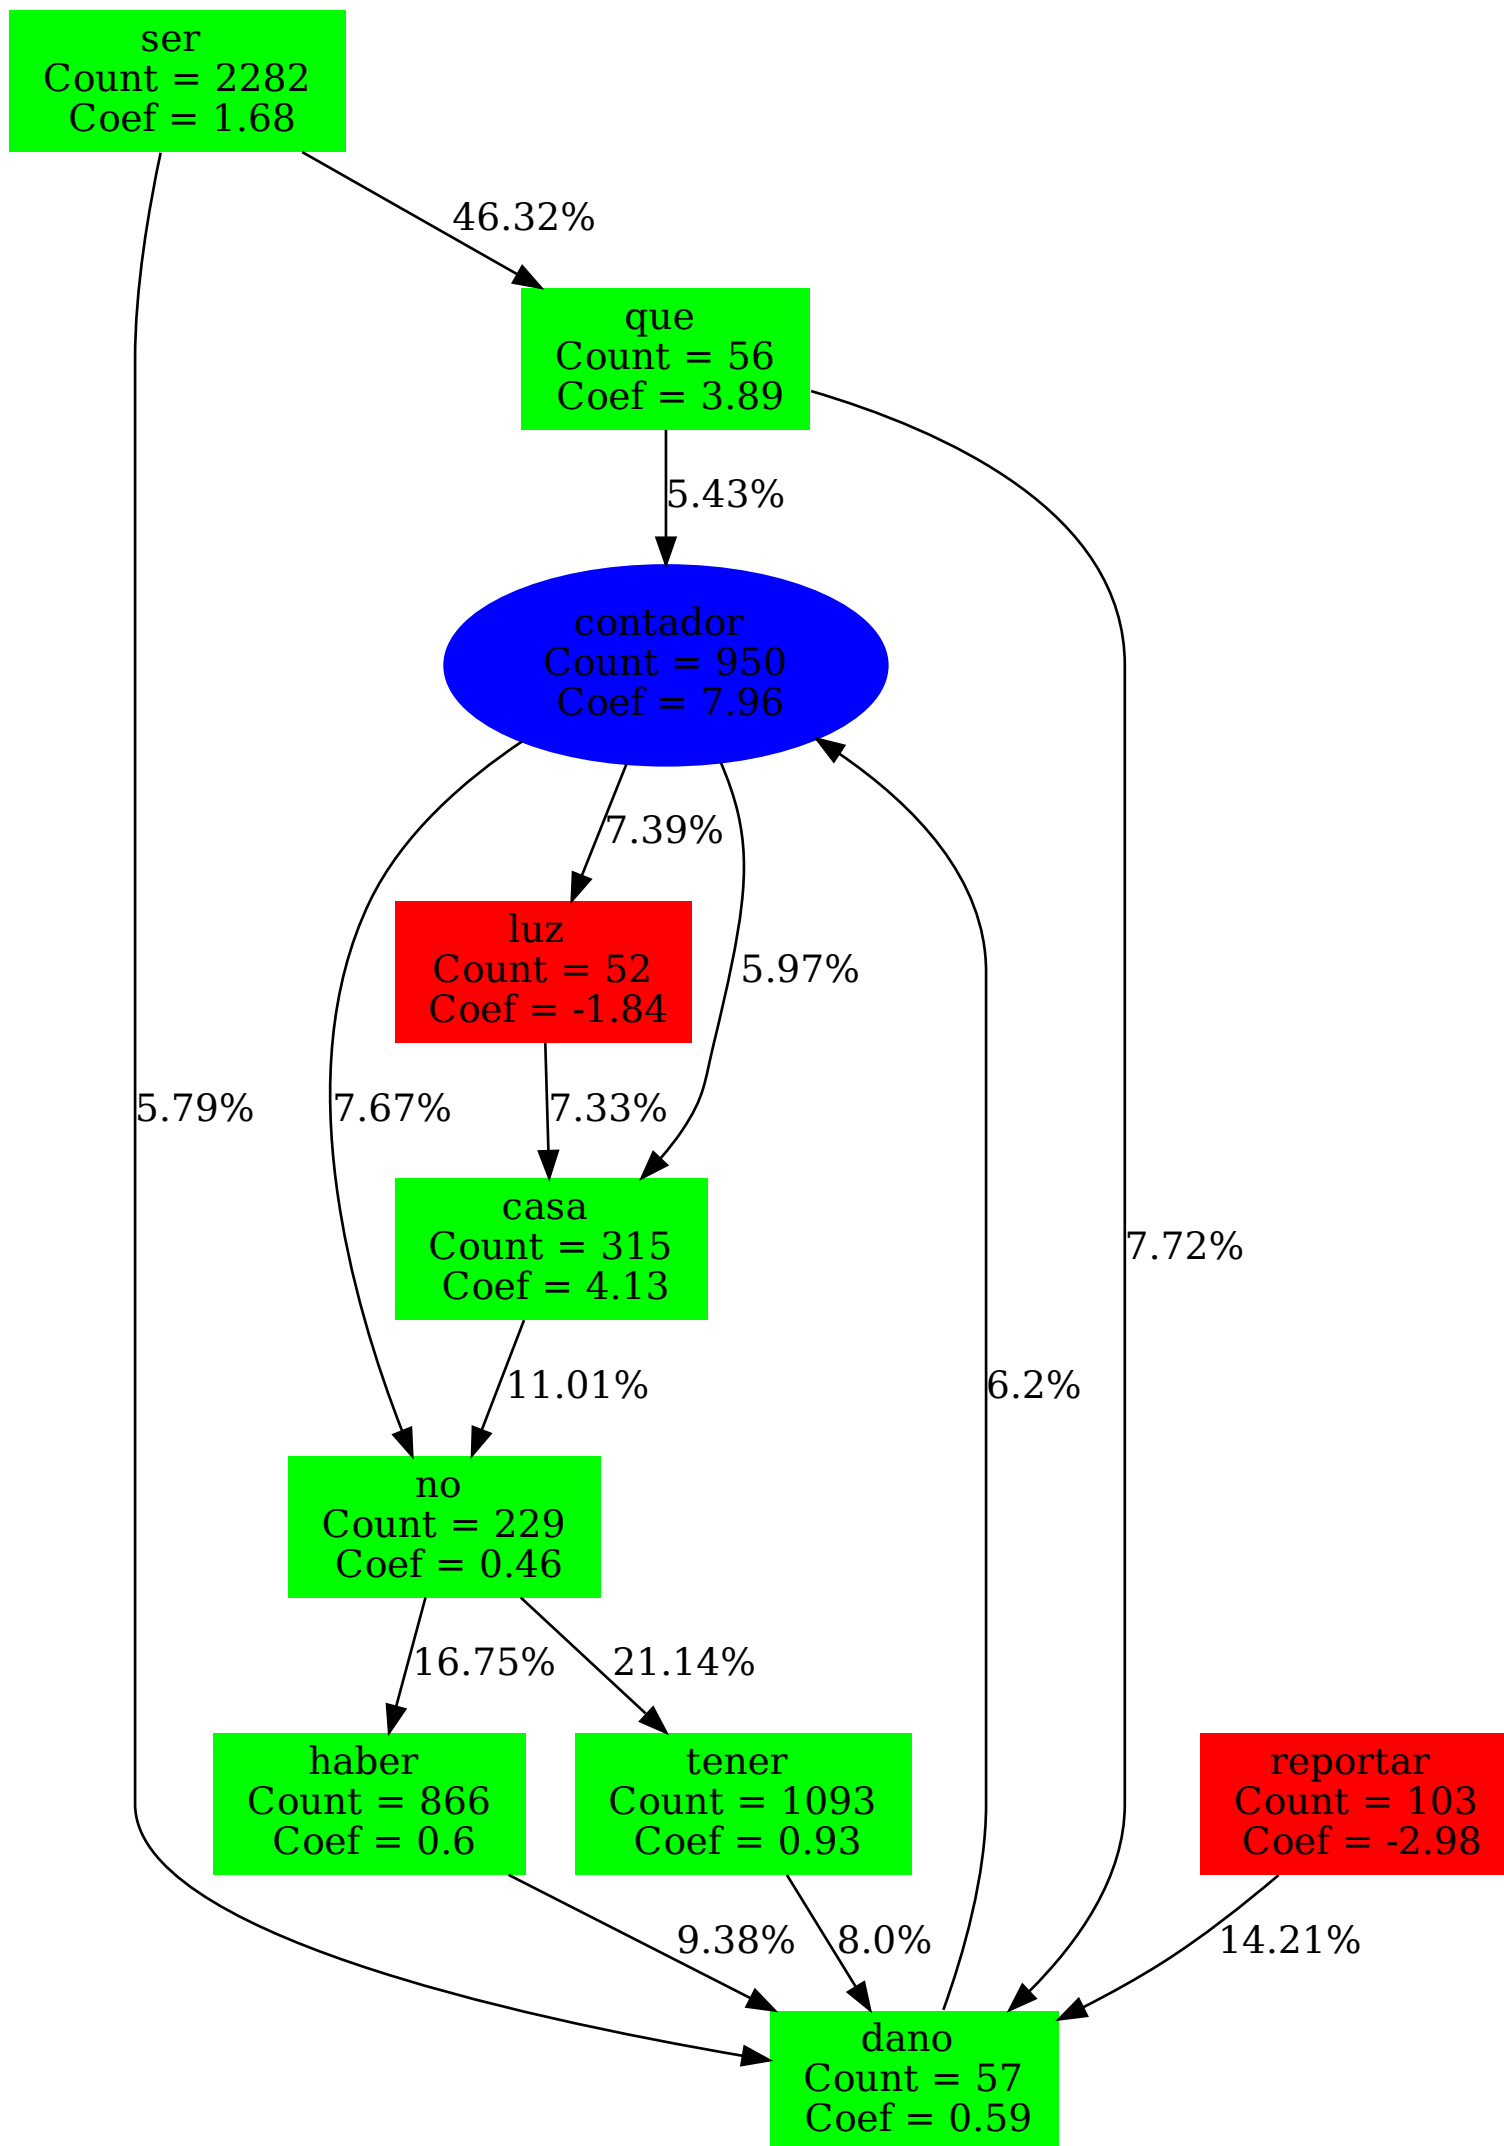 ser
Count = 2282
Coef = 1.68
46.32%
que
Count = 56
Coef = 3.89
5.43%
contador
Count = 950
Coef = 7.96
7.39%
luz
Count = 52
Coef = -1.84
5.97%
5.79%
7.67%
7.33%
casa
Count = 315
Coef = 4.13
7.72%
11.01%
6.2%
no
Count = 229
Coef = 0.46
16.75%
21.14%
haber
Count = 866
Coef = 0.6
tener
Count = 1093
Coef = 0.93
reportar
Count = 103
Coef = -2.98
9.38%
8.0%
14.21%
dano
Count = 57
Coef = 0.59